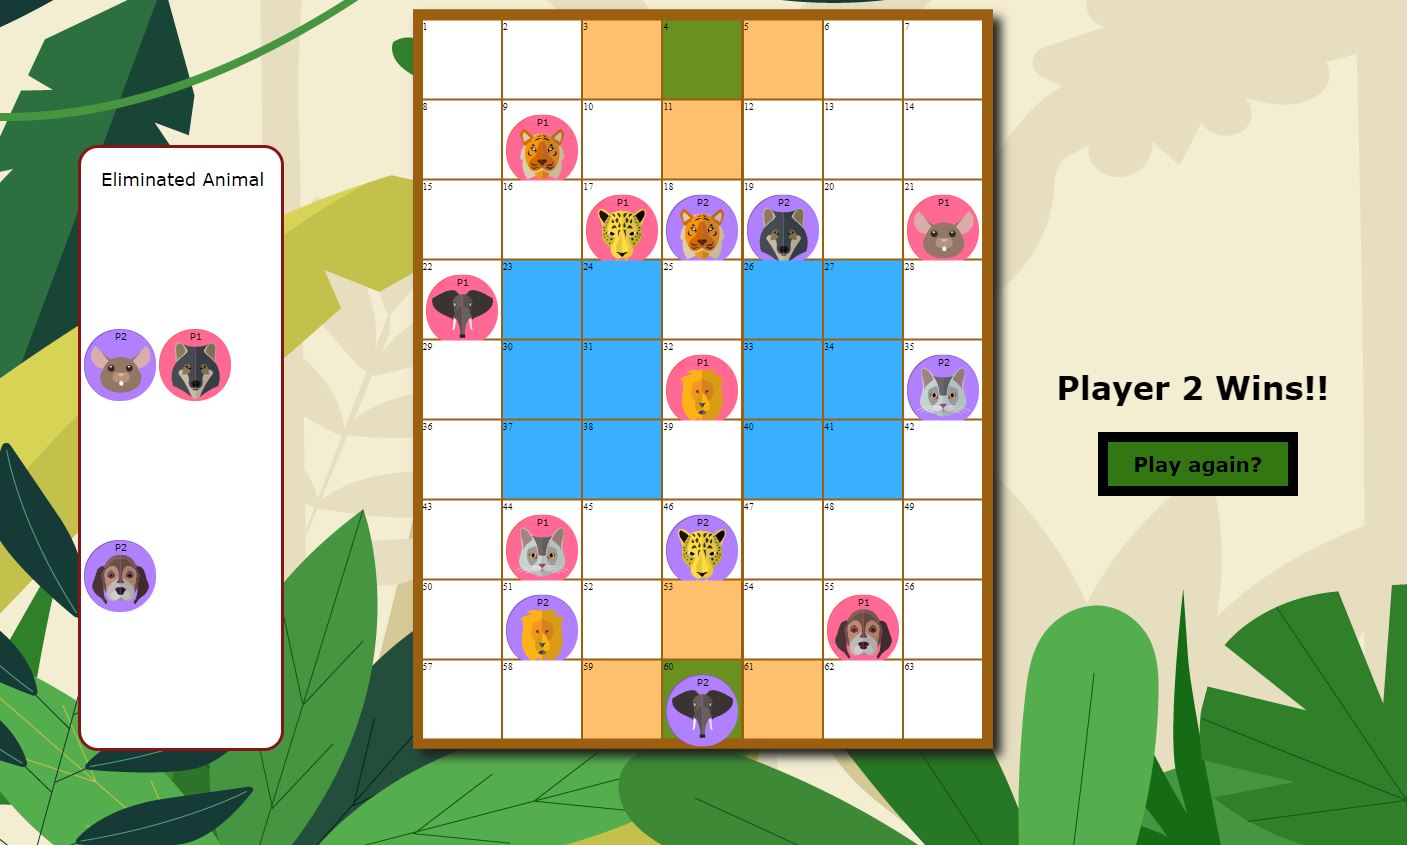 1 2 3 4 5 6 7
8 9 10 11 12 13 14
P1
Eliminated Animal
15 16 17 18 19 20 21
P1 P2 P2 P1
22 23 24 25 26 27 28
P1
P2 P1
29 30 31 32 33 34 35
P1 P2
Player 2 Wins!!
36 37 38 39 40 41 42
Play again?
43 44 45 46 47 48 49
P1 P2
P2
50 51 52 53 54 55 56
P2 P1
57 58 59 60 61 62 63
P2